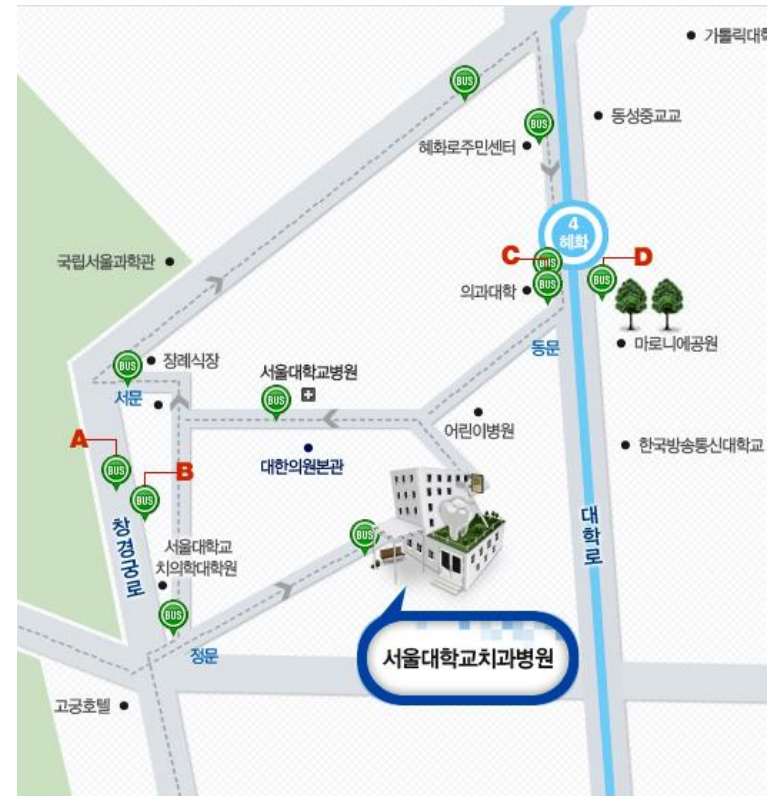 가톨릭대학
BUS
동성중교교
BUS
혜화로주민센터
4
혜화
국립서울과학관
C
BUS
D
BUS
의과대학
BUS
마로니에공원
동문
장례식장
BUS
서문
서울대학교병원
BUS
어린이병원
A
한국방송통신대학교
대한의원본관
BUS
B
BUS
창경궁로
대학로
BUS
서울대학교
치의학대학원
BUS
정문
서울대학교치과병원
고궁호텔